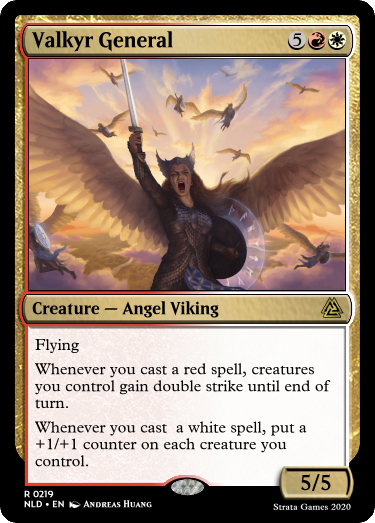 Valkyr General 5
Creature — Angel Viking
Flying
Whenever you cast a red spell, creatures
you control gain double strike until end of
turn.
Whenever you cast  a white spell, put a
+1/+1 counter on each creature you
control.
5/5
R 0219
NLD • EN Andreas Huang
Strata Games 2020